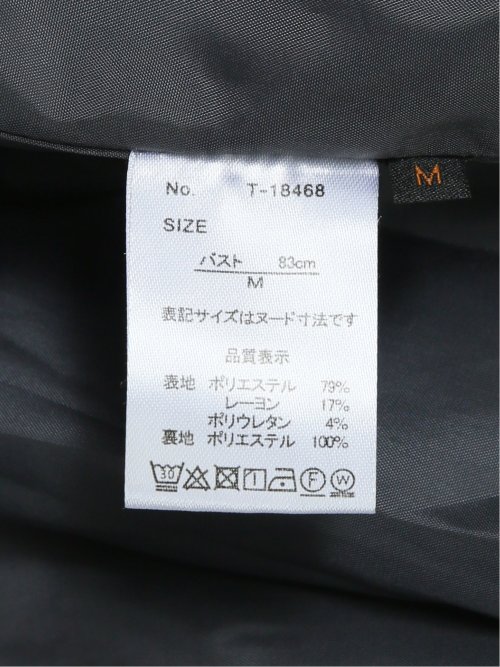 No. T-18468
SIZE
バスト 83cm
M
表記サイズはヌード寸法です
品質表示
表地 ポリエステル 79%
レーヨン 17%
ポリウレタン 4%
裏地 ポリエステル 100%
30 F W
M